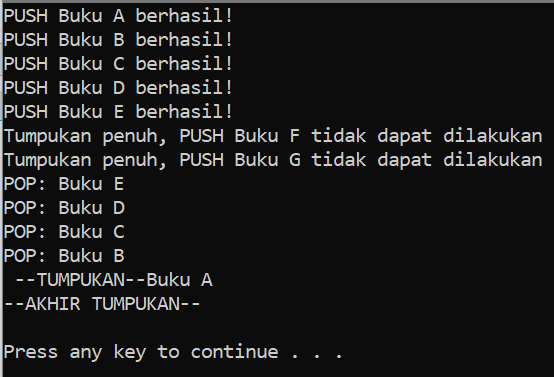 PUSH Buku A berhasil!
PUSH Buku B berhasil!
PUSH Buku C berhasil!
PUSH Buku D berhasil!
PUSH Buku E berhasil!
Tumpukan penuh, PUSH Buku F tidak dapat dilakukan
Tumpukan penuh, PUSH Buku G tidak dapat dilakukan
POP: Buku E
POP: Buku D
POP: Buku C
POP: Buku B
 --TUMPUKAN--Buku A
--AKHIR TUMPUKAN--
Press any key to continue . . .